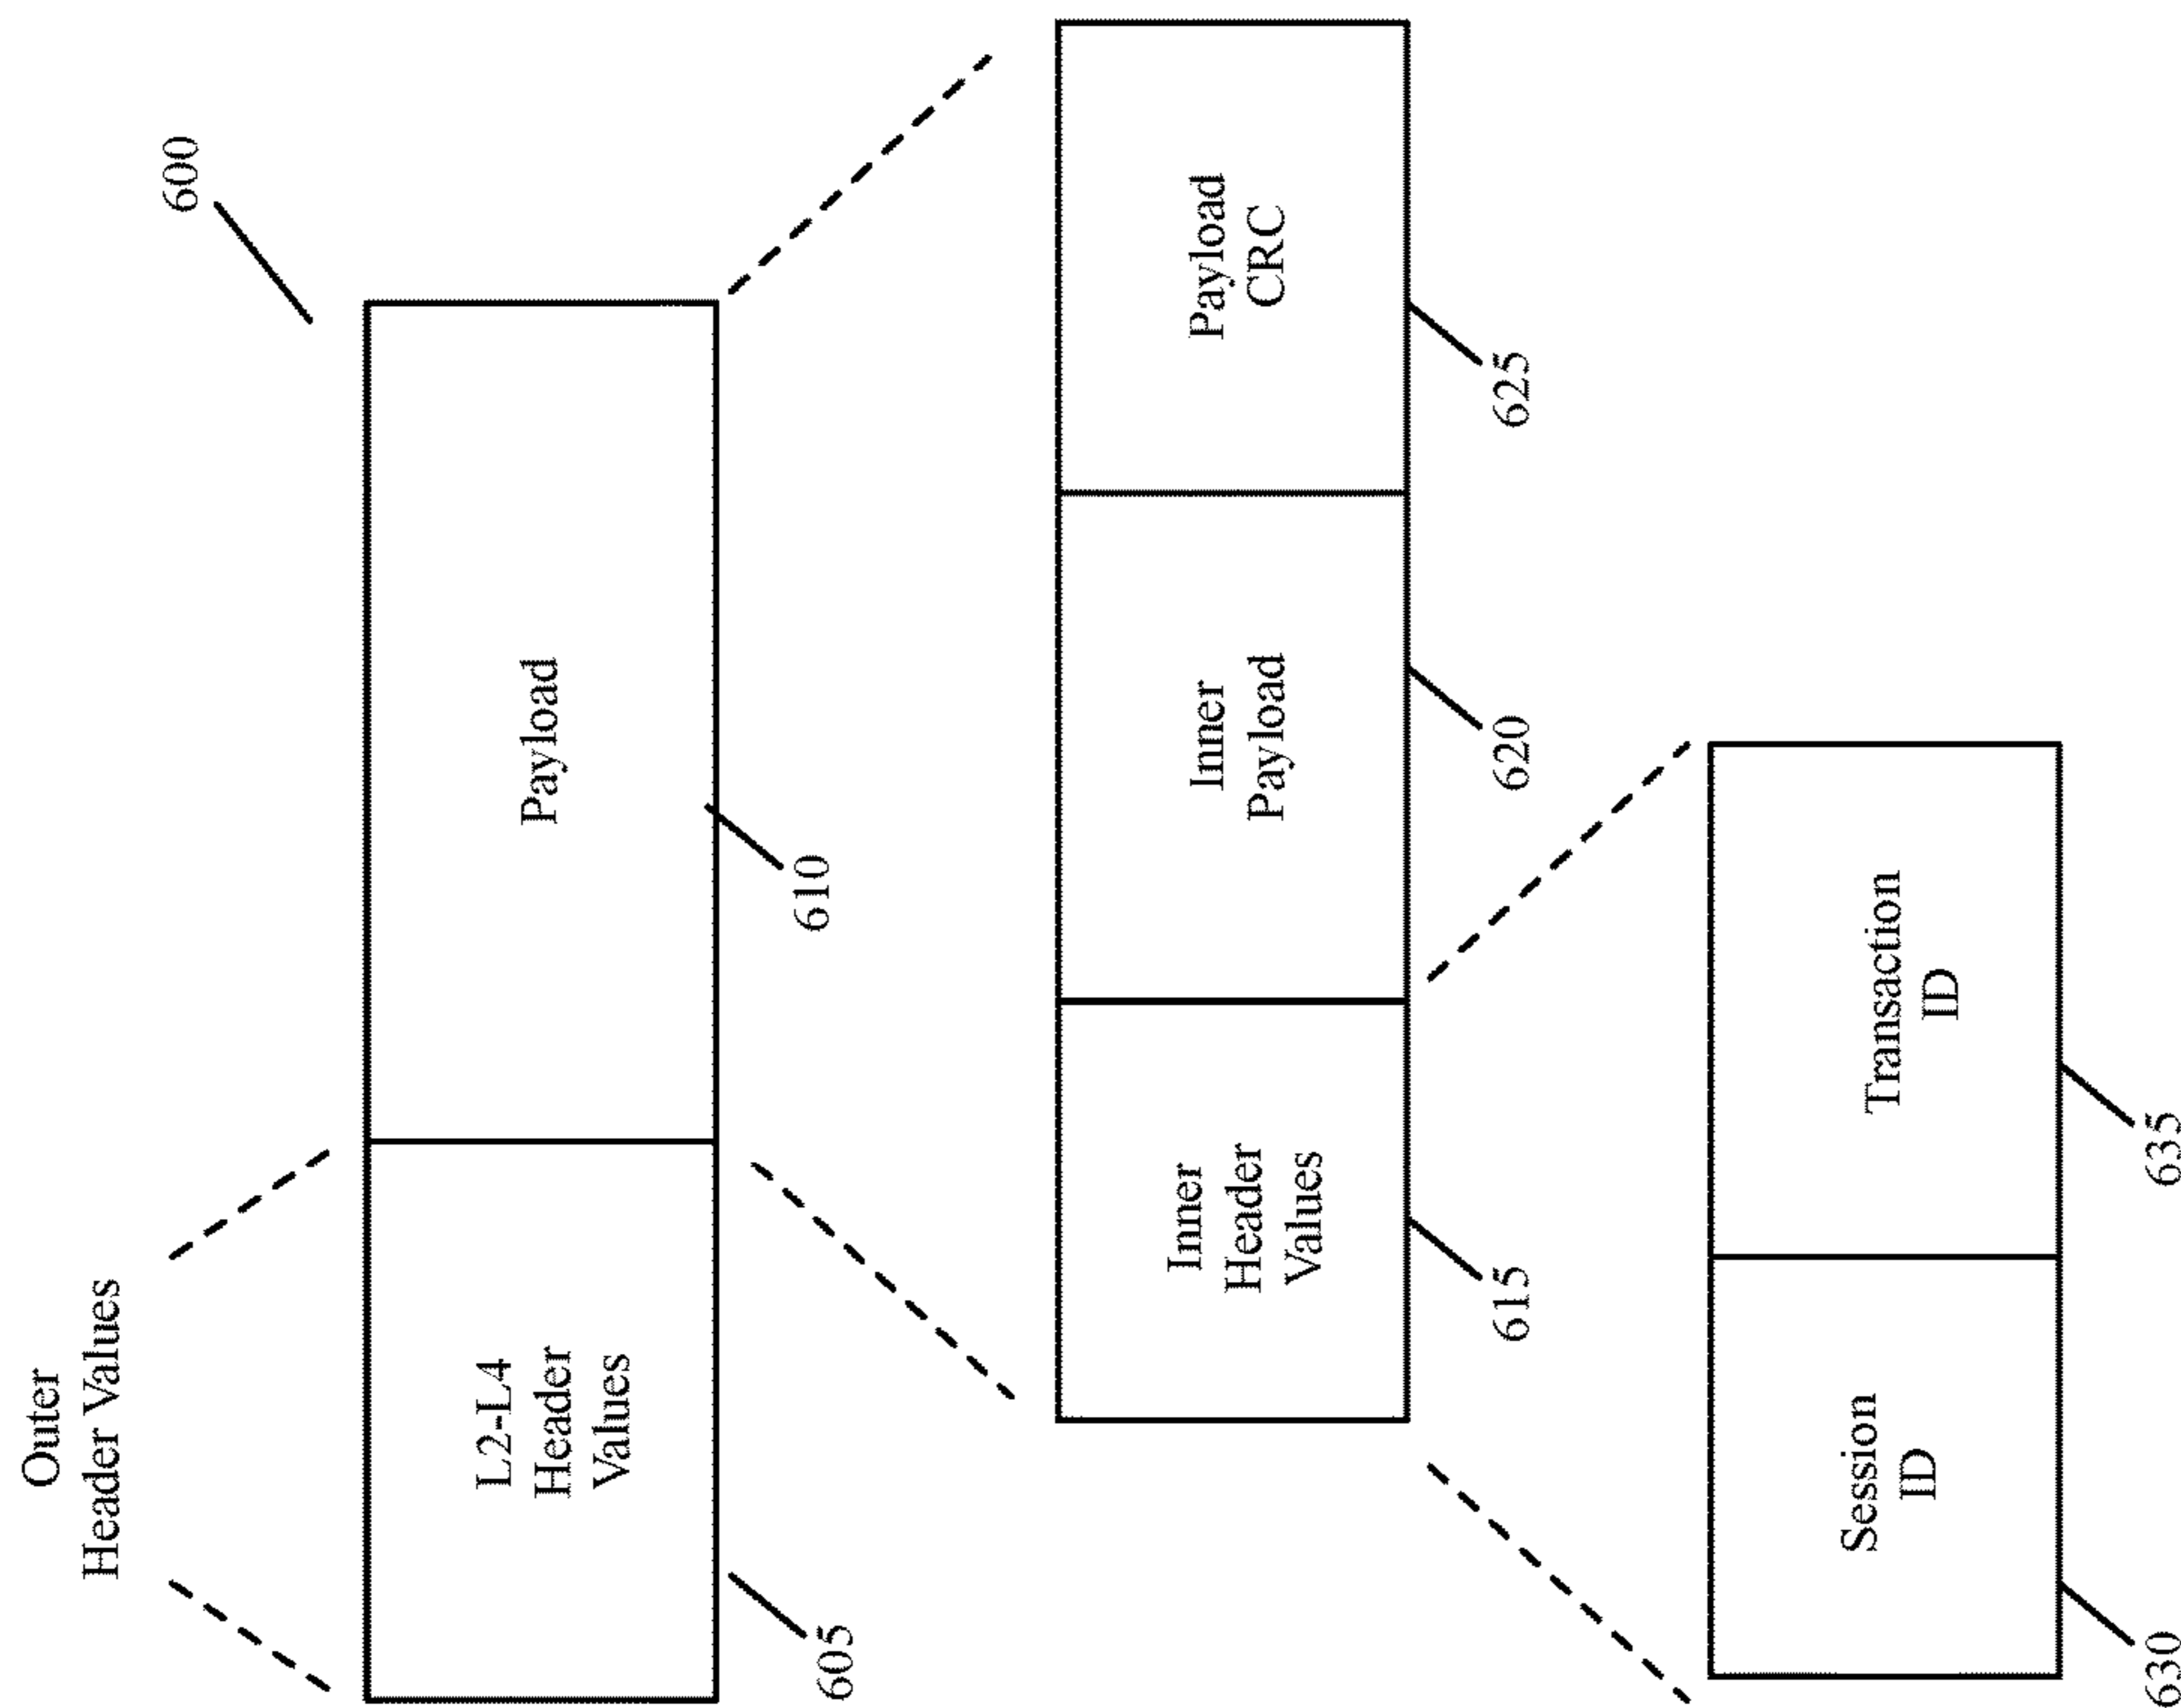 600
Outer
Header Values
L2-L4
Header
Values
Payload
605
610
Inner
Header
Values
Inner
Payload
Payload
CRC
615
620
625
Session
ID
Transaction
ID
630
635